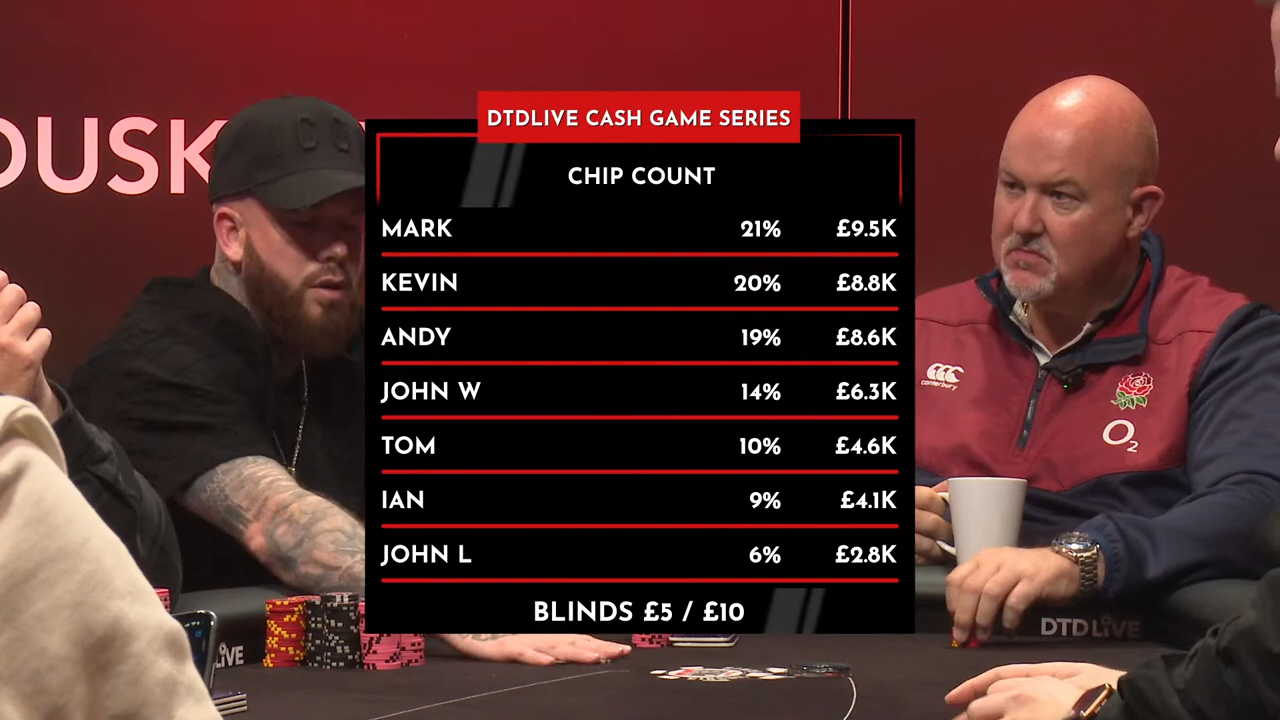 DTDLIVE CASH GAME SERIES
CHIP COUNT
MARK 21% £9.5K
KEVIN 20% £8.8K
ANDY 19% £8.6K
JOHN W 14% £6.3K
TOM 10% £4.6K
IAN 9% £4.1K
JOHN L 6% £2.8K
BLINDS £5 / £10
DUSK
canterbury
O2
DTD LIVE
LIVE